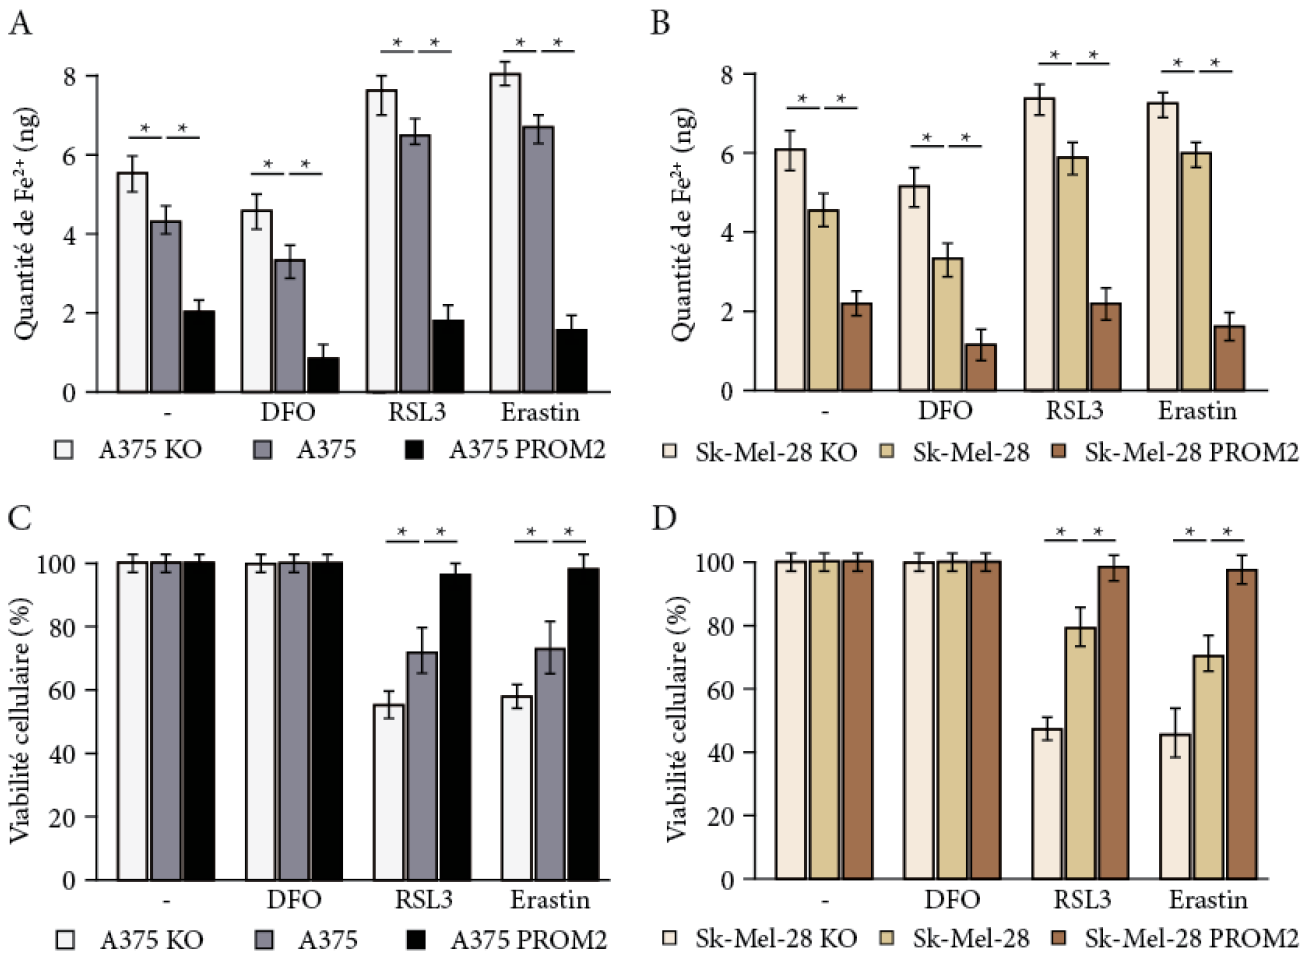 A
Quantité de Fe²⁺ (ng)
8
6
4
2
0
* * * * * * * *
- DFO RSL3 Erastin
A375 KO A375 A375 PROM2
B
Quantité de Fe²⁺ (ng)
8
6
4
2
0
* * * * * * * *
- DFO RSL3 Erastin
Sk-Mel-28 KO Sk-Mel-28 Sk-Mel-28 PROM2
C
Viabilité cellulaire (%)
100
80
60
40
20
0
* * * *
- DFO RSL3 Erastin
A375 KO A375 A375 PROM2
D
Viabilité cellulaire (%)
100
80
60
40
20
0
* * * *
- DFO RSL3 Erastin
Sk-Mel-28 KO Sk-Mel-28 Sk-Mel-28 PROM2